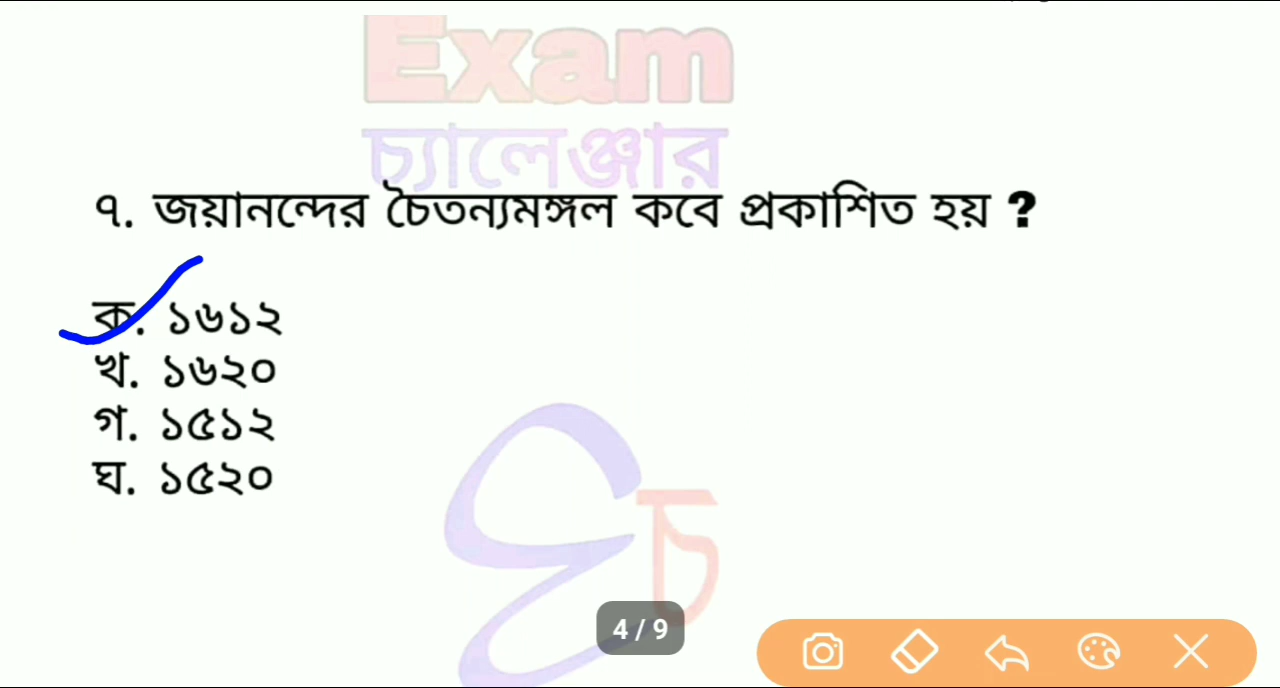 Exam
চ্যালেঞ্জার
৭. জয়ানন্দের চৈতন্যমঙ্গল কবে প্রকাশিত হয় ?
ক. ১৬১২
খ. ১৬২০
গ. ১৫১২
ঘ. ১৫২০
চ
4 / 9